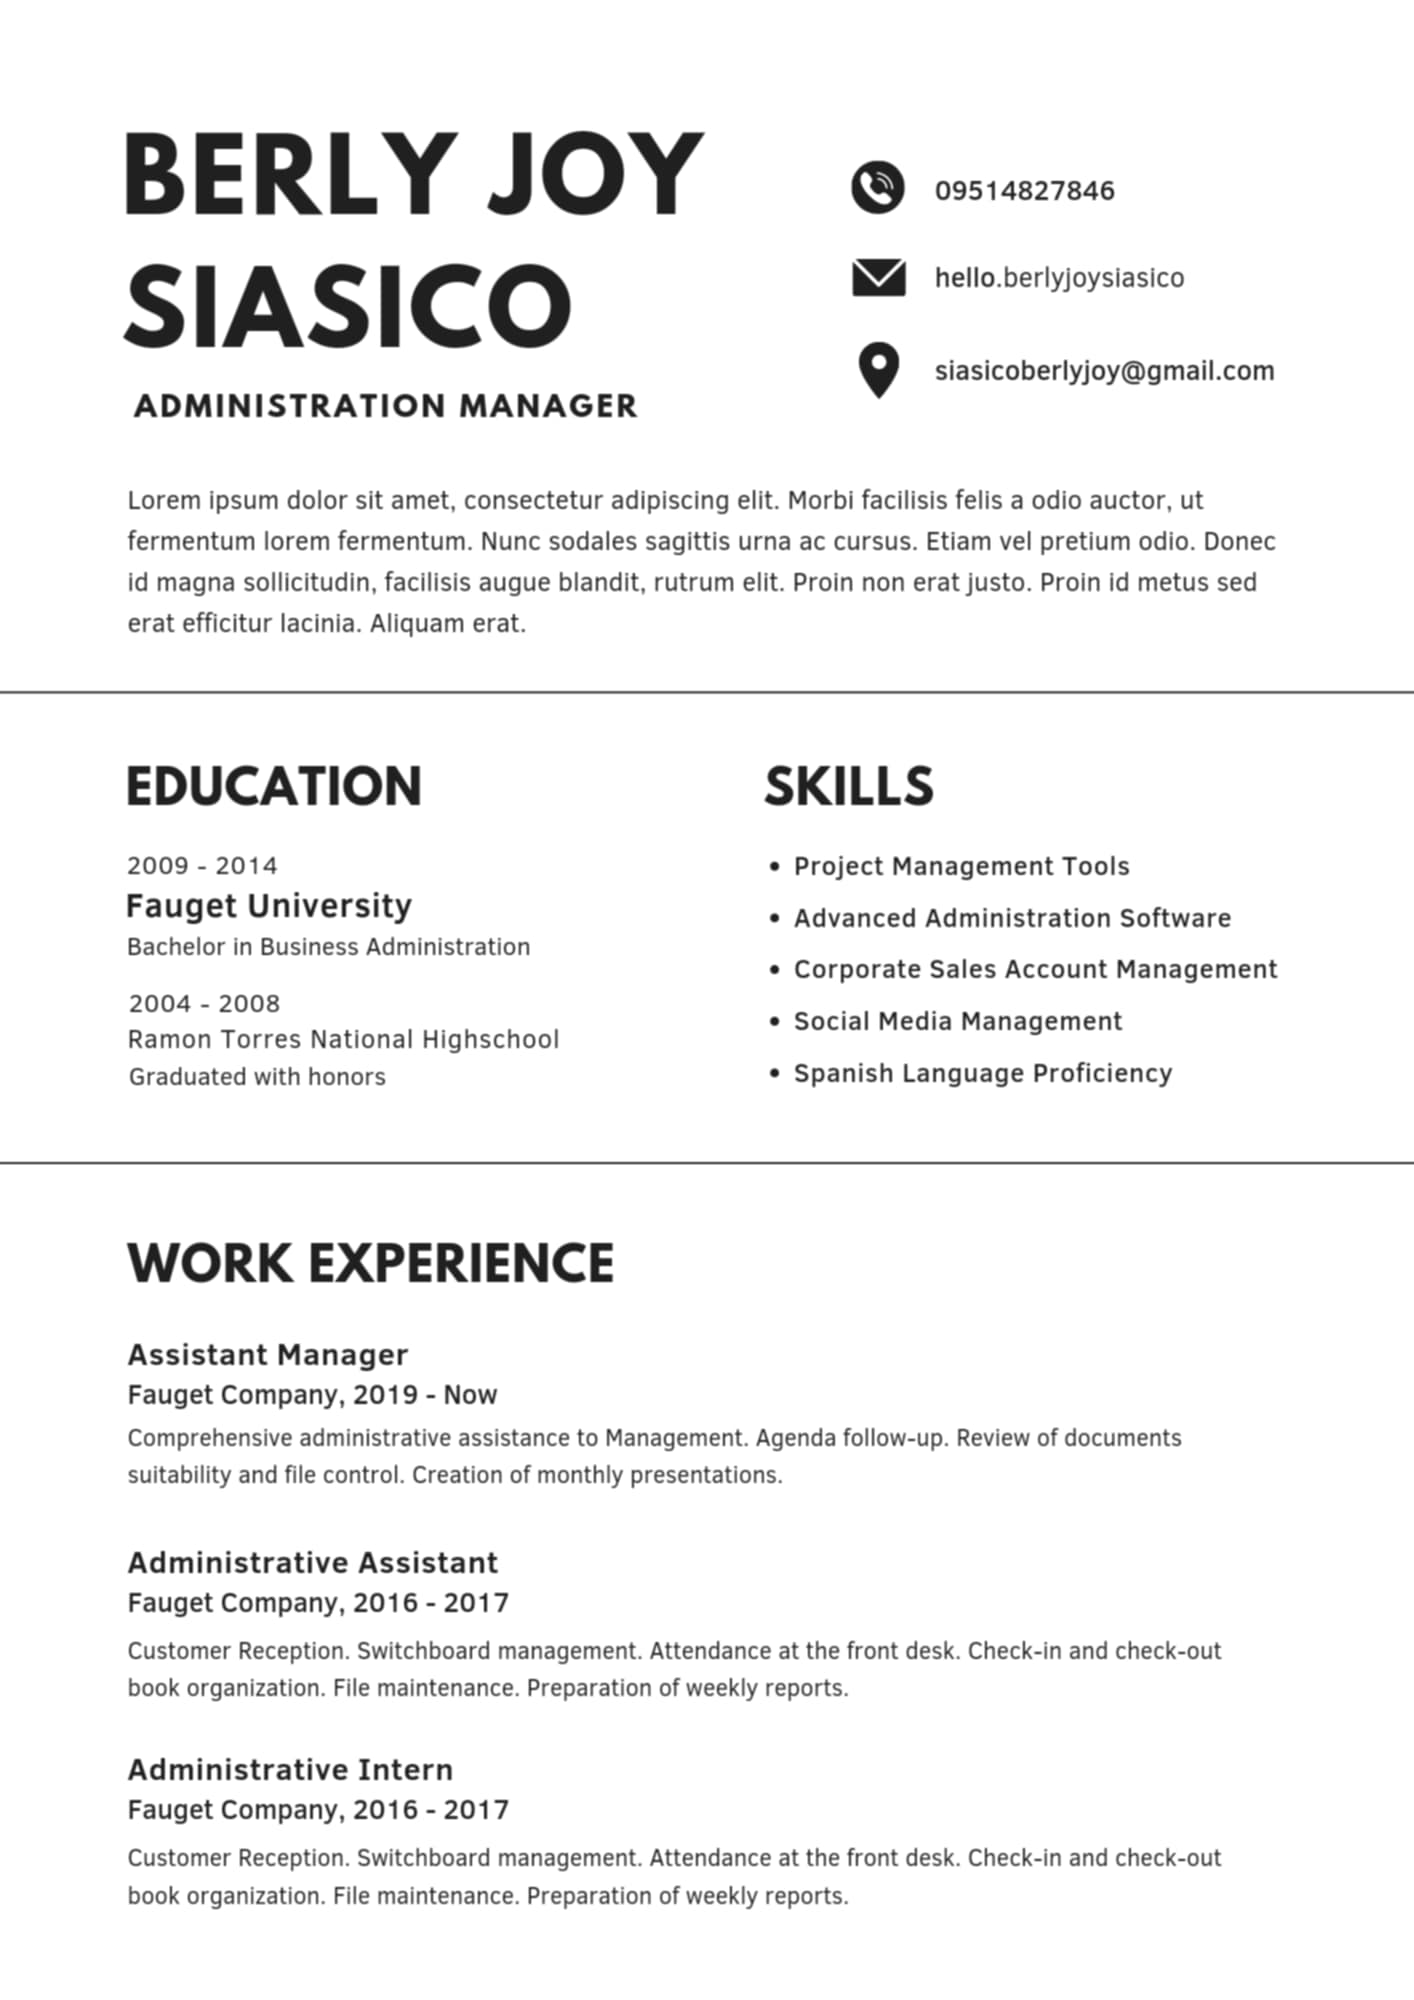 BERLY JOY
SIASICO
ADMINISTRATION MANAGER
09514827846
hello.berlyjoysiasico
siasicoberlyjoy@gmail.com
Lorem ipsum dolor sit amet, consectetur adipiscing elit. Morbi facilisis felis a odio auctor, ut
fermentum lorem fermentum. Nunc sodales sagittis urna ac cursus. Etiam vel pretium odio. Donec
id magna sollicitudin, facilisis augue blandit, rutrum elit. Proin non erat justo. Proin id metus sed
erat efficitur lacinia. Aliquam erat.
EDUCATION
2009 - 2014
Fauget University
Bachelor in Business Administration
2004 - 2008
Ramon Torres National Highschool
Graduated with honors
SKILLS
• Project Management Tools
• Advanced Administration Software
• Corporate Sales Account Management
• Social Media Management
• Spanish Language Proficiency
WORK EXPERIENCE
Assistant Manager
Fauget Company, 2019 - Now
Comprehensive administrative assistance to Management. Agenda follow-up. Review of documents
suitability and file control. Creation of monthly presentations.
Administrative Assistant
Fauget Company, 2016 - 2017
Customer Reception. Switchboard management. Attendance at the front desk. Check-in and check-out
book organization. File maintenance. Preparation of weekly reports.
Administrative Intern
Fauget Company, 2016 - 2017
Customer Reception. Switchboard management. Attendance at the front desk. Check-in and check-out
book organization. File maintenance. Preparation of weekly reports.